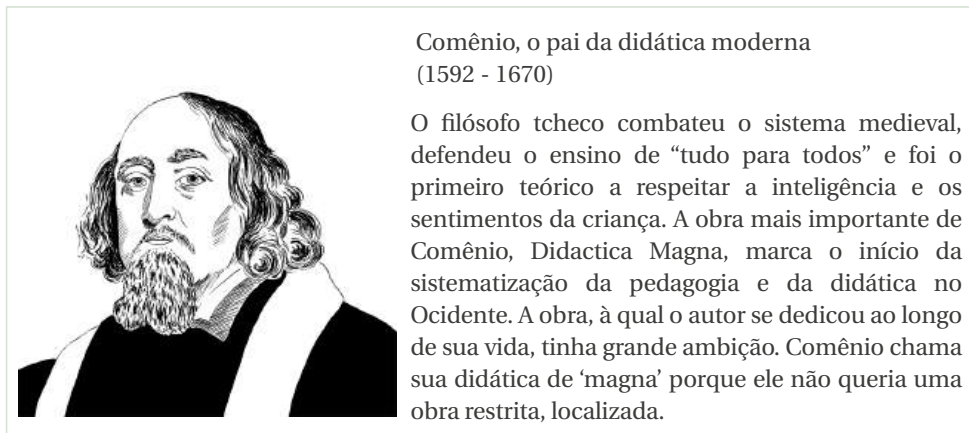 Comênio, o pai da didática moderna
(1592 - 1670)
O filósofo tcheco combateu o sistema medieval,
defendeu o ensino de “tudo para todos” e foi o
primeiro teórico a respeitar a inteligência e os
sentimentos da criança. A obra mais importante de
Comênio, Didactica Magna, marca o início da
sistematização da pedagogia e da didática no
Ocidente. A obra, à qual o autor se dedicou ao longo
de sua vida, tinha grande ambição. Comênio chama
sua didática de ‘magna’ porque ele não queria uma
obra restrita, localizada.